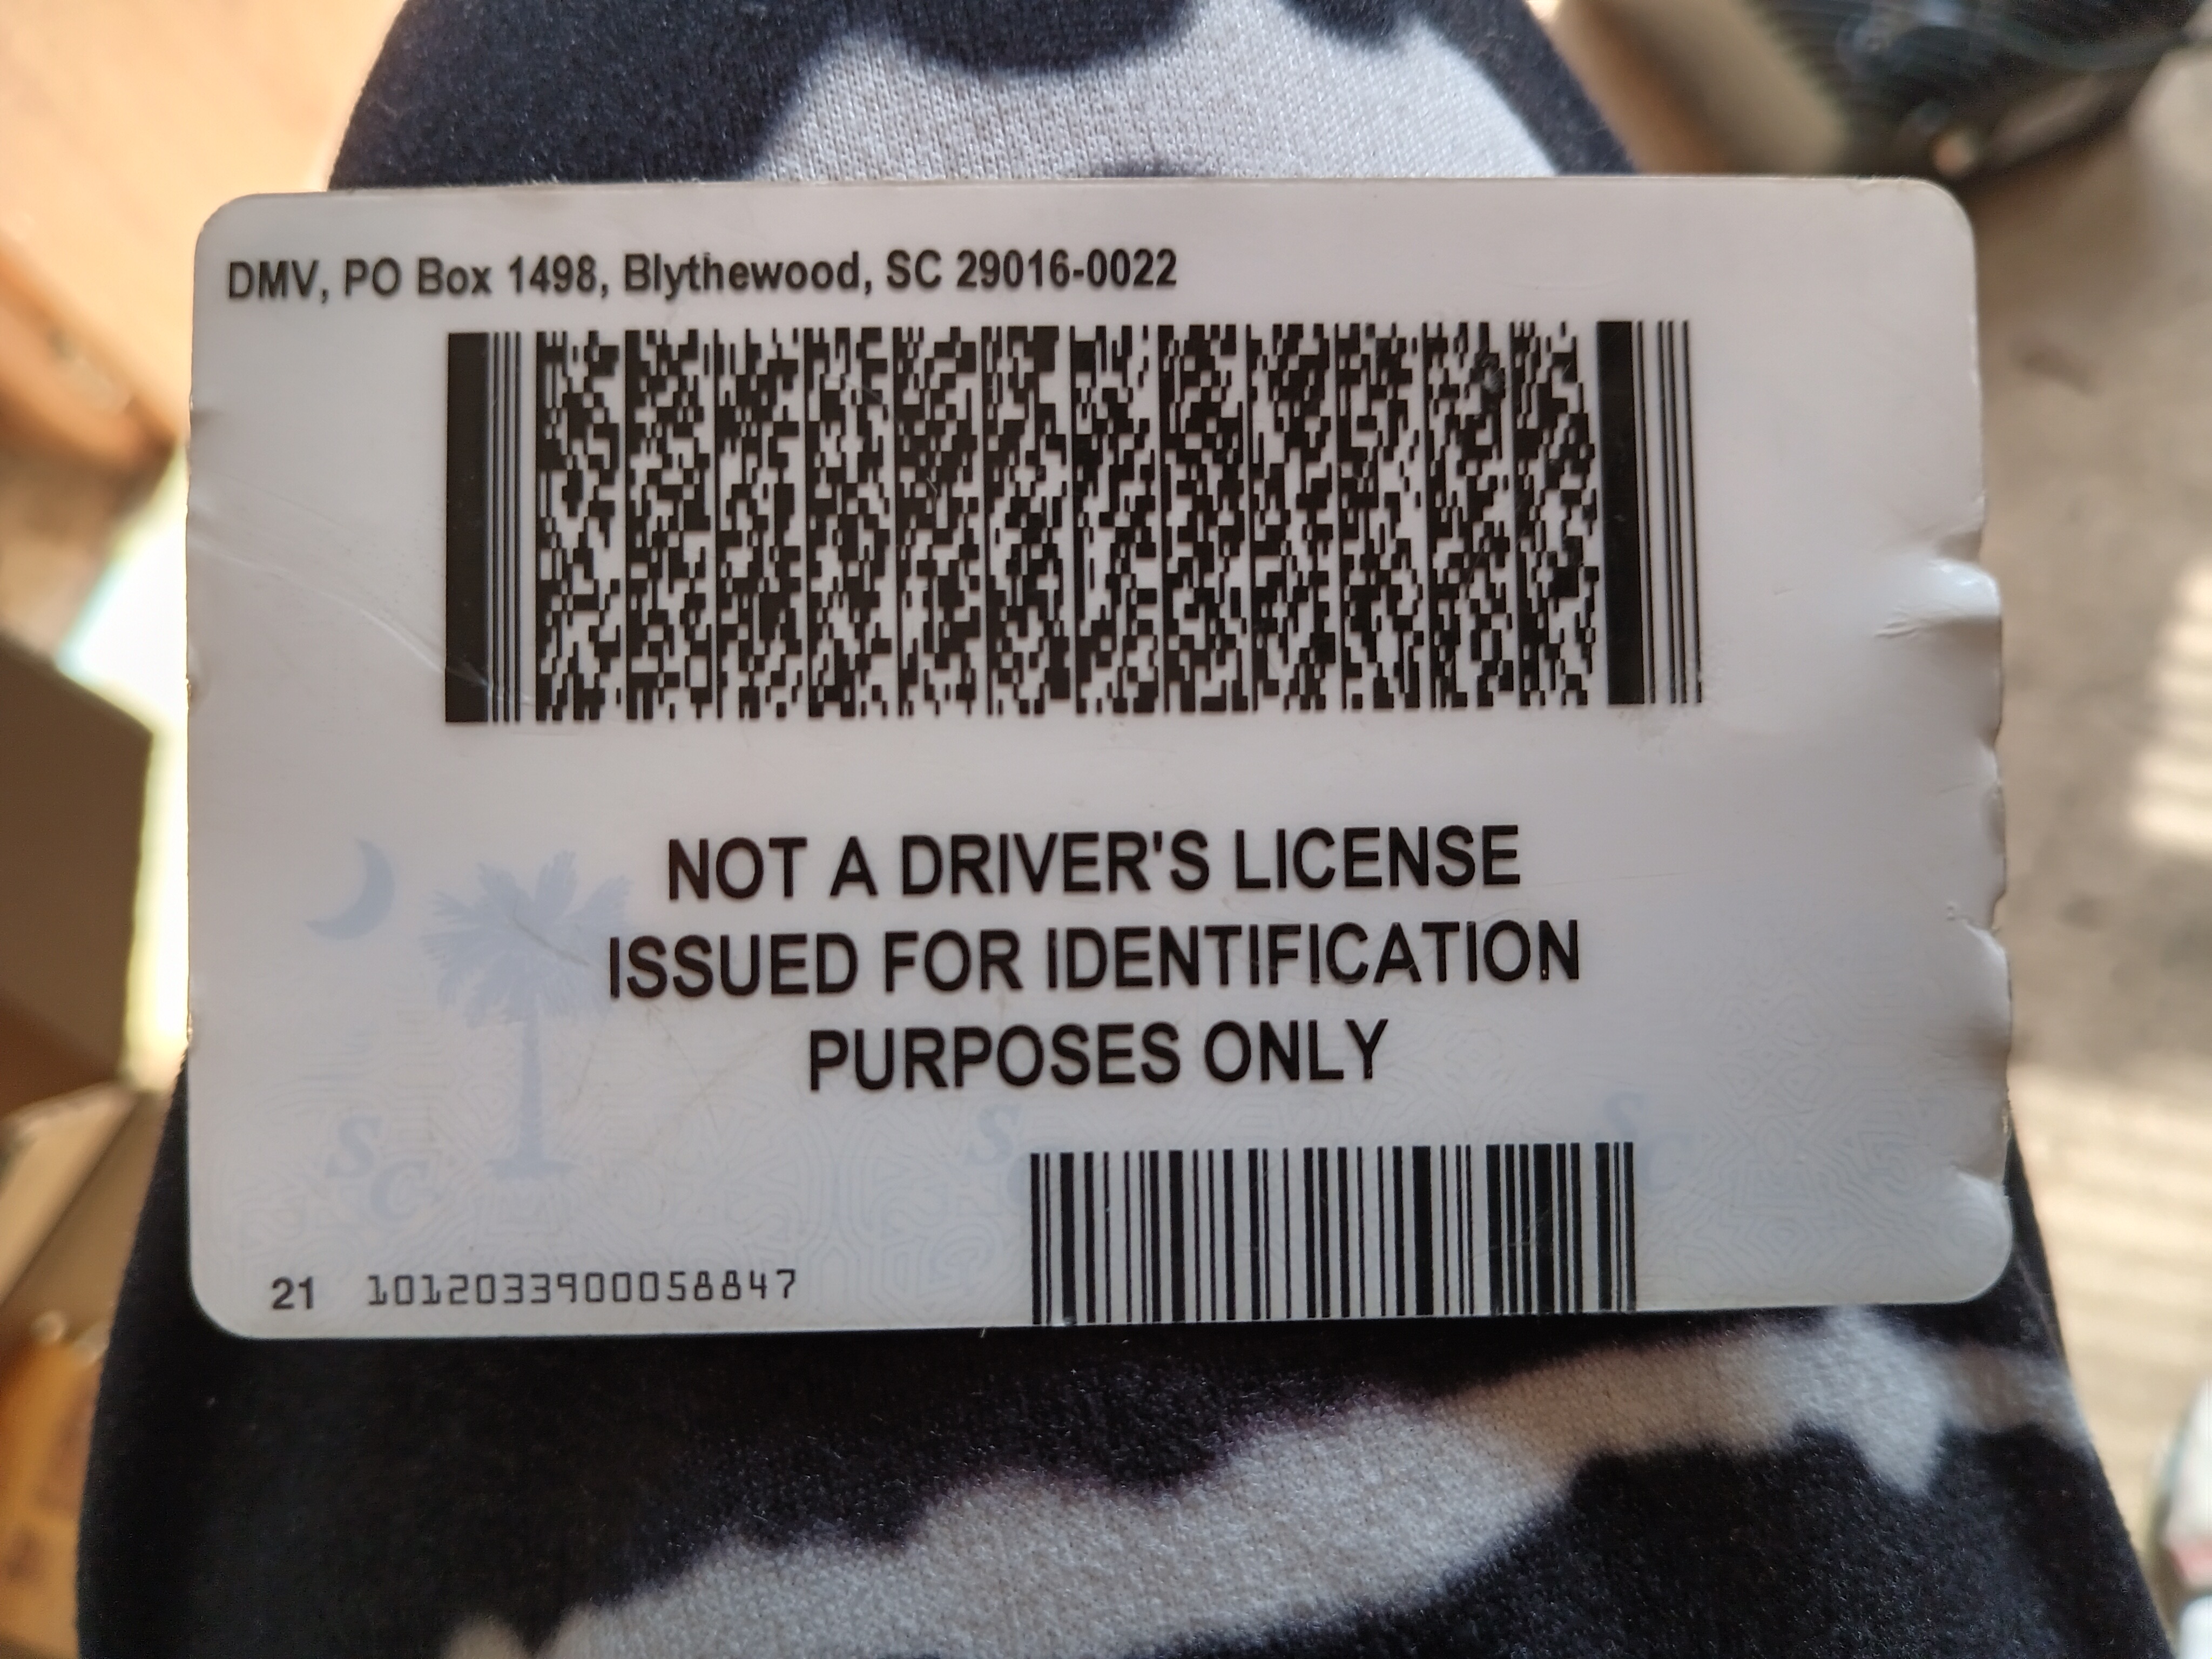 DMV, PO Box 1498, Blythewood, SC 29016-0022
NOT A DRIVER'S LICENSE
ISSUED FOR IDENTIFICATION
PURPOSES ONLY
SC SC SC
21 1012033900058847